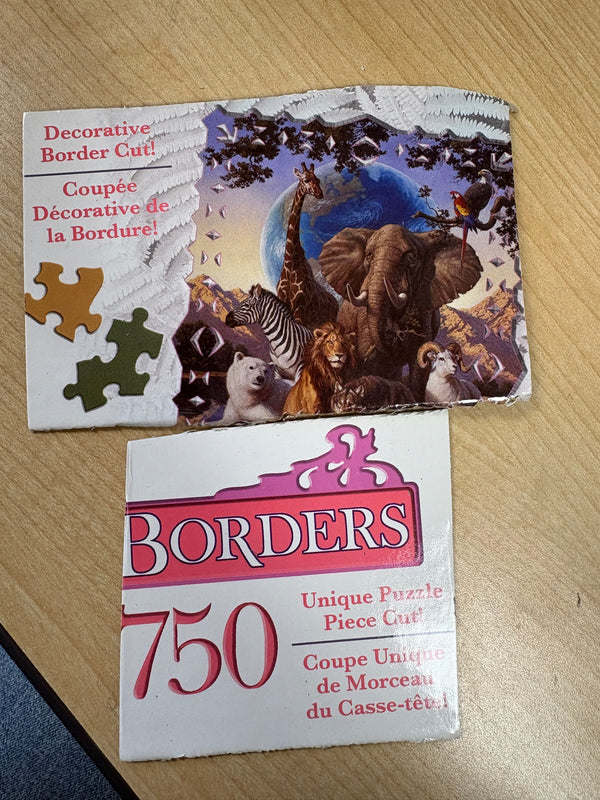 Decorative
Border Cut!
Coupée
Décorative de
la Bordure!
BORDERS
750
Unique Puzzle
Piece Cut!
Coupe Unique
de Morceau
du Casse-tête!